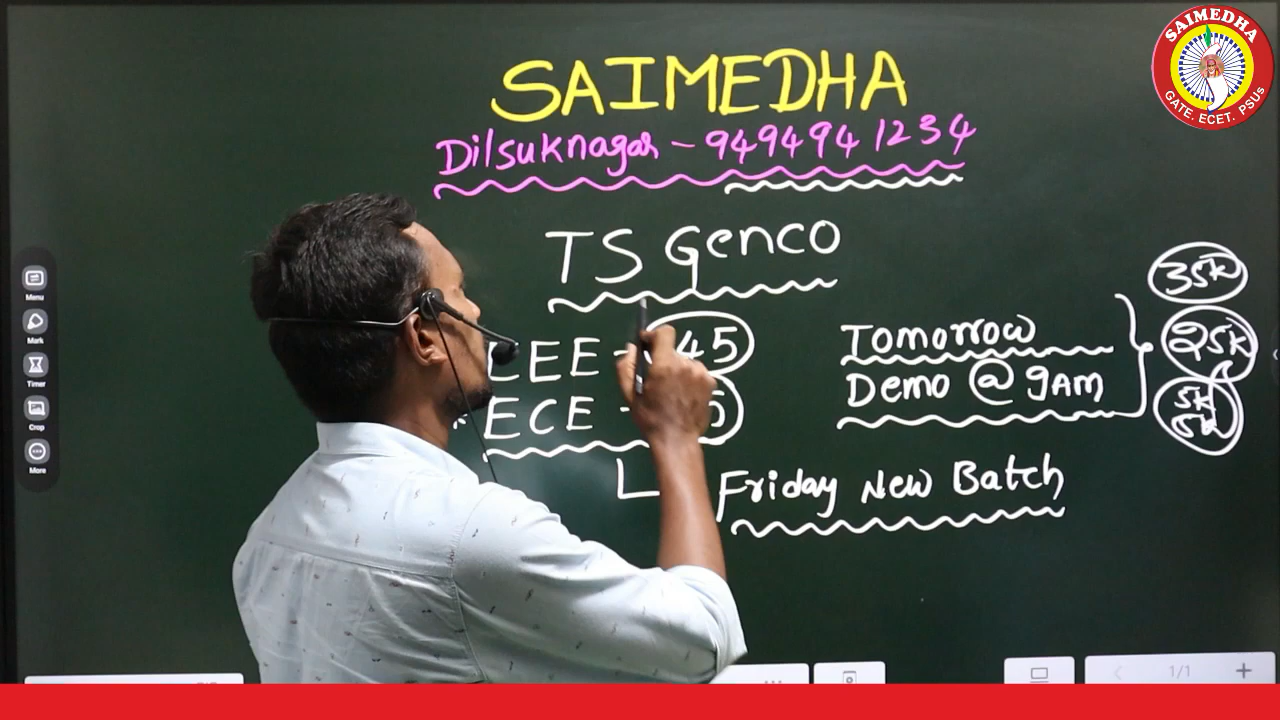 SAIMEDHA
GATE. ECET. PSUs
SAIMEDHA
Dilsuknagar - 9494941234
TS Genco
EEE - 45
ECE -
Tomorrow
Demo @ 9AM
35K
25K
5K
Friday New Batch
Menu
Mark
Timer
Crop
More
1/1